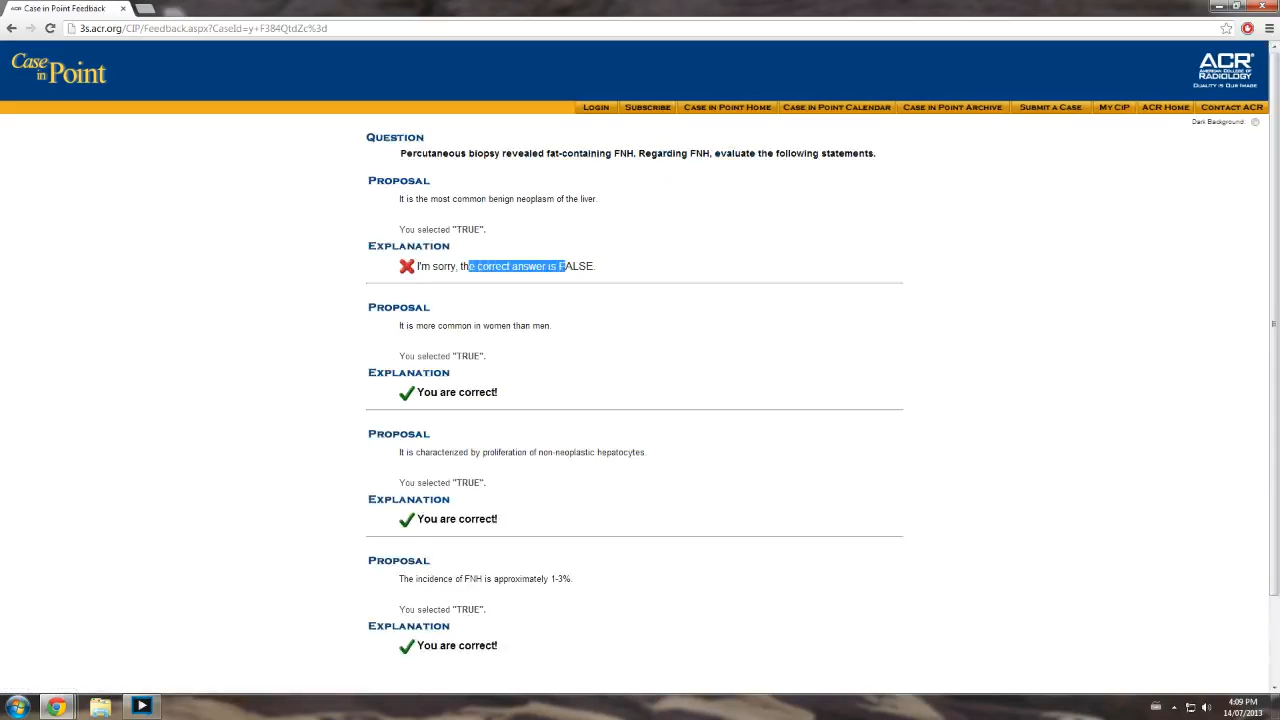 Case in Point Feedback
3s.acr.org/CIP/Feedback.aspx?CaseId=y+F384QtdZc%3d
Case in Point
ACR
AMERICAN COLLEGE OF RADIOLOGY
QUALITY IS OUR IMAGE
LOGIN SUBSCRIBE CASE IN POINT HOME CASE IN POINT CALENDAR CASE IN POINT ARCHIVE SUBMIT A CASE MY CIP ACR HOME CONTACT ACR
Dark Background:
QUESTION
Percutaneous biopsy revealed fat-containing FNH. Regarding FNH, evaluate the following statements.
PROPOSAL
It is the most common benign neoplasm of the liver.
You selected "TRUE".
EXPLANATION
I'm sorry, the correct answer is FALSE.
PROPOSAL
It is more common in women than men.
You selected "TRUE".
EXPLANATION
You are correct!
PROPOSAL
It is characterized by proliferation of non-neoplastic hepatocytes.
You selected "TRUE".
EXPLANATION
You are correct!
PROPOSAL
The incidence of FNH is approximately 1-3%.
You selected "TRUE".
EXPLANATION
You are correct!
4:09 PM
14/07/2013